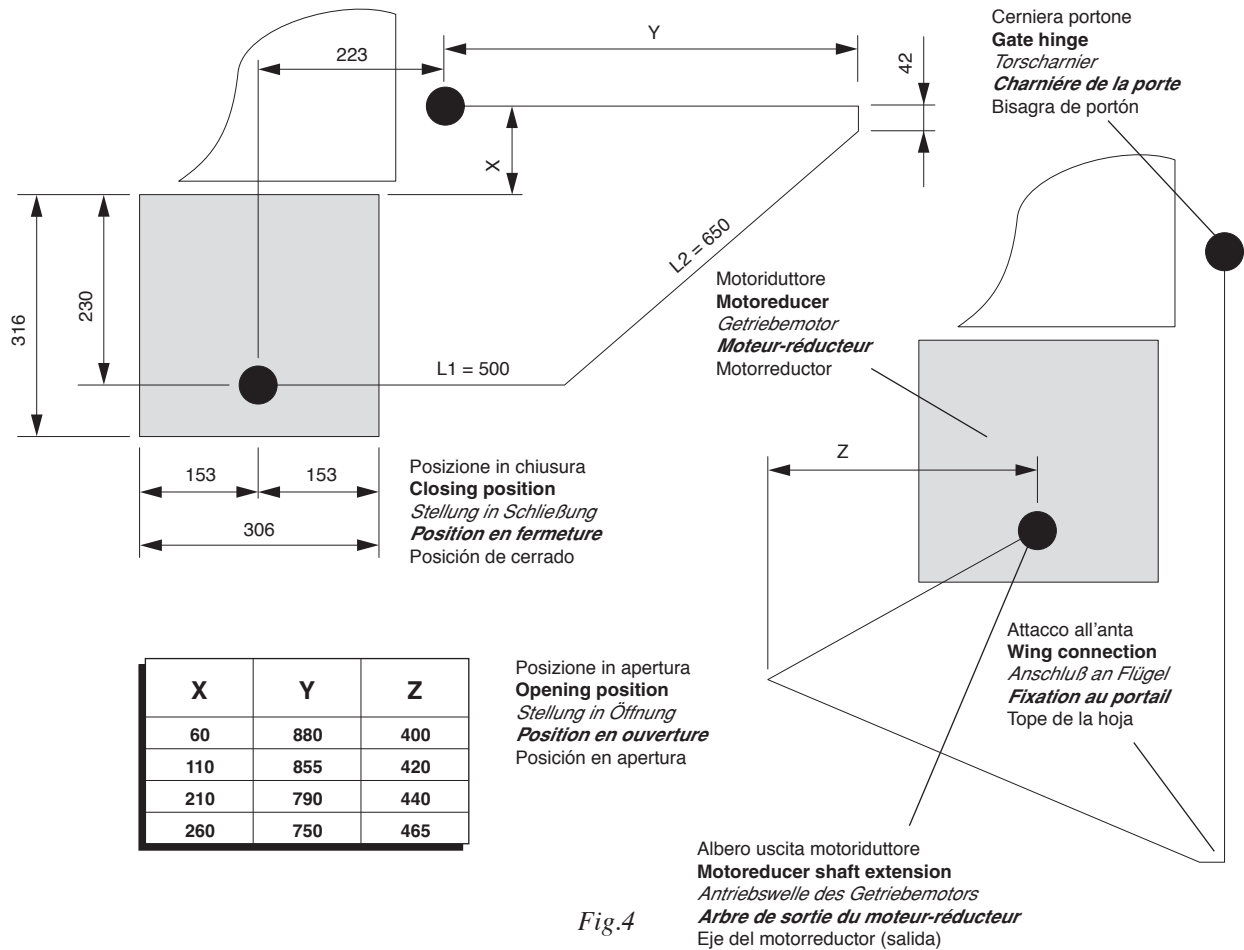 223
Y
42
X
316
230
L1 = 500
L2 = 650
153
153
306
Posizione in chiusura
Closing position
Stellung in Schließung
Position en fermeture
Posición de cerrado
Cerniera portone
Gate hinge
Torscharnier
Charniére de la porte
Bisagra de portón
Motoriduttore
Motoreducer
Getriebemotor
Moteur-réducteur
Motorreductor
Z
X Y Z
60 880 400
110 855 420
210 790 440
260 750 465
Posizione in apertura
Opening position
Stellung in Öffnung
Position en ouverture
Posición en apertura
Attacco all'anta
Wing connection
Anschluß an Flügel
Fixation au portail
Tope de la hoja
Albero uscita motoriduttore
Motoreducer shaft extension
Antriebswelle des Getriebemotors
Arbre de sortie du moteur-réducteur
Eje del motorreductor (salida)
Fig.4